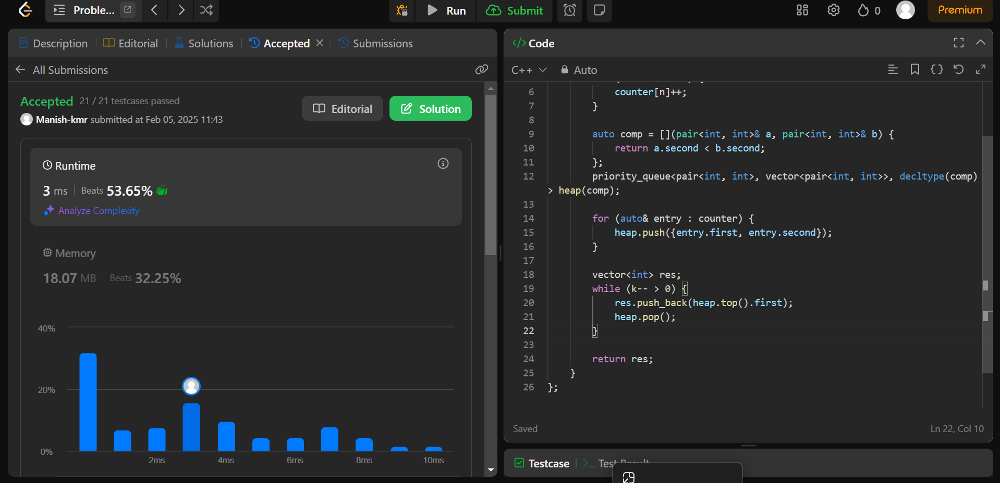 Proble...
Run
Submit
0
Premium
Description
Editorial
Solutions
Accepted
Submissions
All Submissions
Accepted 21 / 21 testcases passed
Manish-kmr submitted at Feb 05, 2025 11:43
Editorial
Solution
Runtime
3 ms | Beats 53.65%
Analyze Complexity
Memory
18.07 MB | Beats 32.25%
40%
20%
0%
2ms 4ms 6ms 8ms 10ms
</> Code
C++ Auto
6 counter[n]++;
7 }
8
9 auto comp = [](pair<int, int>& a, pair<int, int>& b) {
10 return a.second < b.second;
11 };
12 priority_queue<pair<int, int>, vector<pair<int, int>>, decltype(comp)
> heap(comp);
13
14 for (auto& entry : counter) {
15 heap.push({entry.first, entry.second});
16 }
17
18 vector<int> res;
19 while (k-- > 0) {
20 res.push_back(heap.top().first);
21 heap.pop();
22 }
23
24 return res;
25 }
26 };
Saved
Ln 22, Col 10
Testcase
Test Result